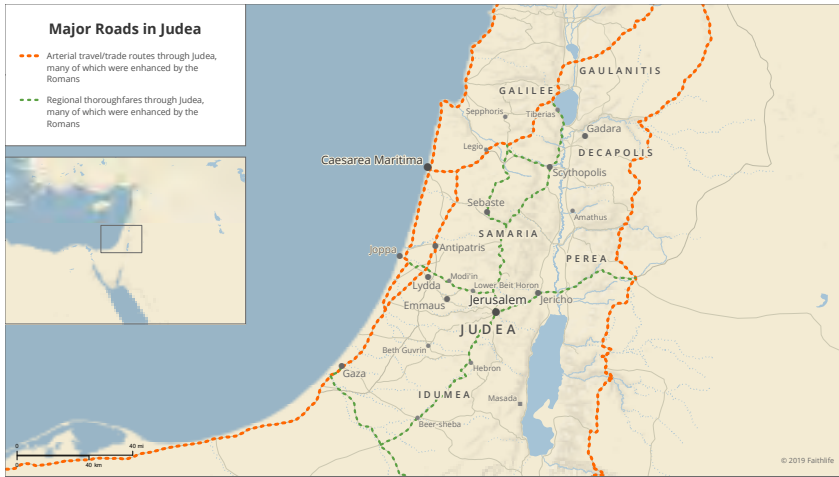 Major Roads in Judea
Arterial travel/trade routes through Judea,
many of which were enhanced by the
Romans
Regional thoroughfares through Judea,
many of which were enhanced by the
Romans
GAULANITIS
GALILEE
Sepphoris
Tiberias
Gadara
Legio
DECAPOLIS
Caesarea Maritima
Scythopolis
Sebaste
Amathus
SAMARIA
Joppa
Antipatris
PEREA
Modi'in
Lydda
Lower Beit Horon
Emmaus
Jerusalem
Jericho
JUDEA
Beth Guvrin
Gaza
Hebron
IDUMEA
Masada
Beer-sheba
0
40 mi
0
40 km
© 2019 Faithlife